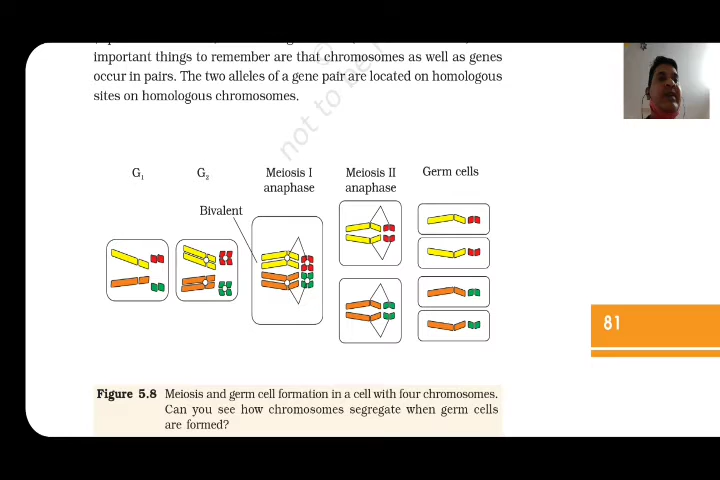 important things to remember are that chromosomes as well as genes
occur in pairs. The two alleles of a gene pair are located on homologous
sites on homologous chromosomes.
not to be
G1
G2
Meiosis I
anaphase
Meiosis II
anaphase
Germ cells
Bivalent
81
Figure 5.8 Meiosis and germ cell formation in a cell with four chromosomes.
Can you see how chromosomes segregate when germ cells
are formed?